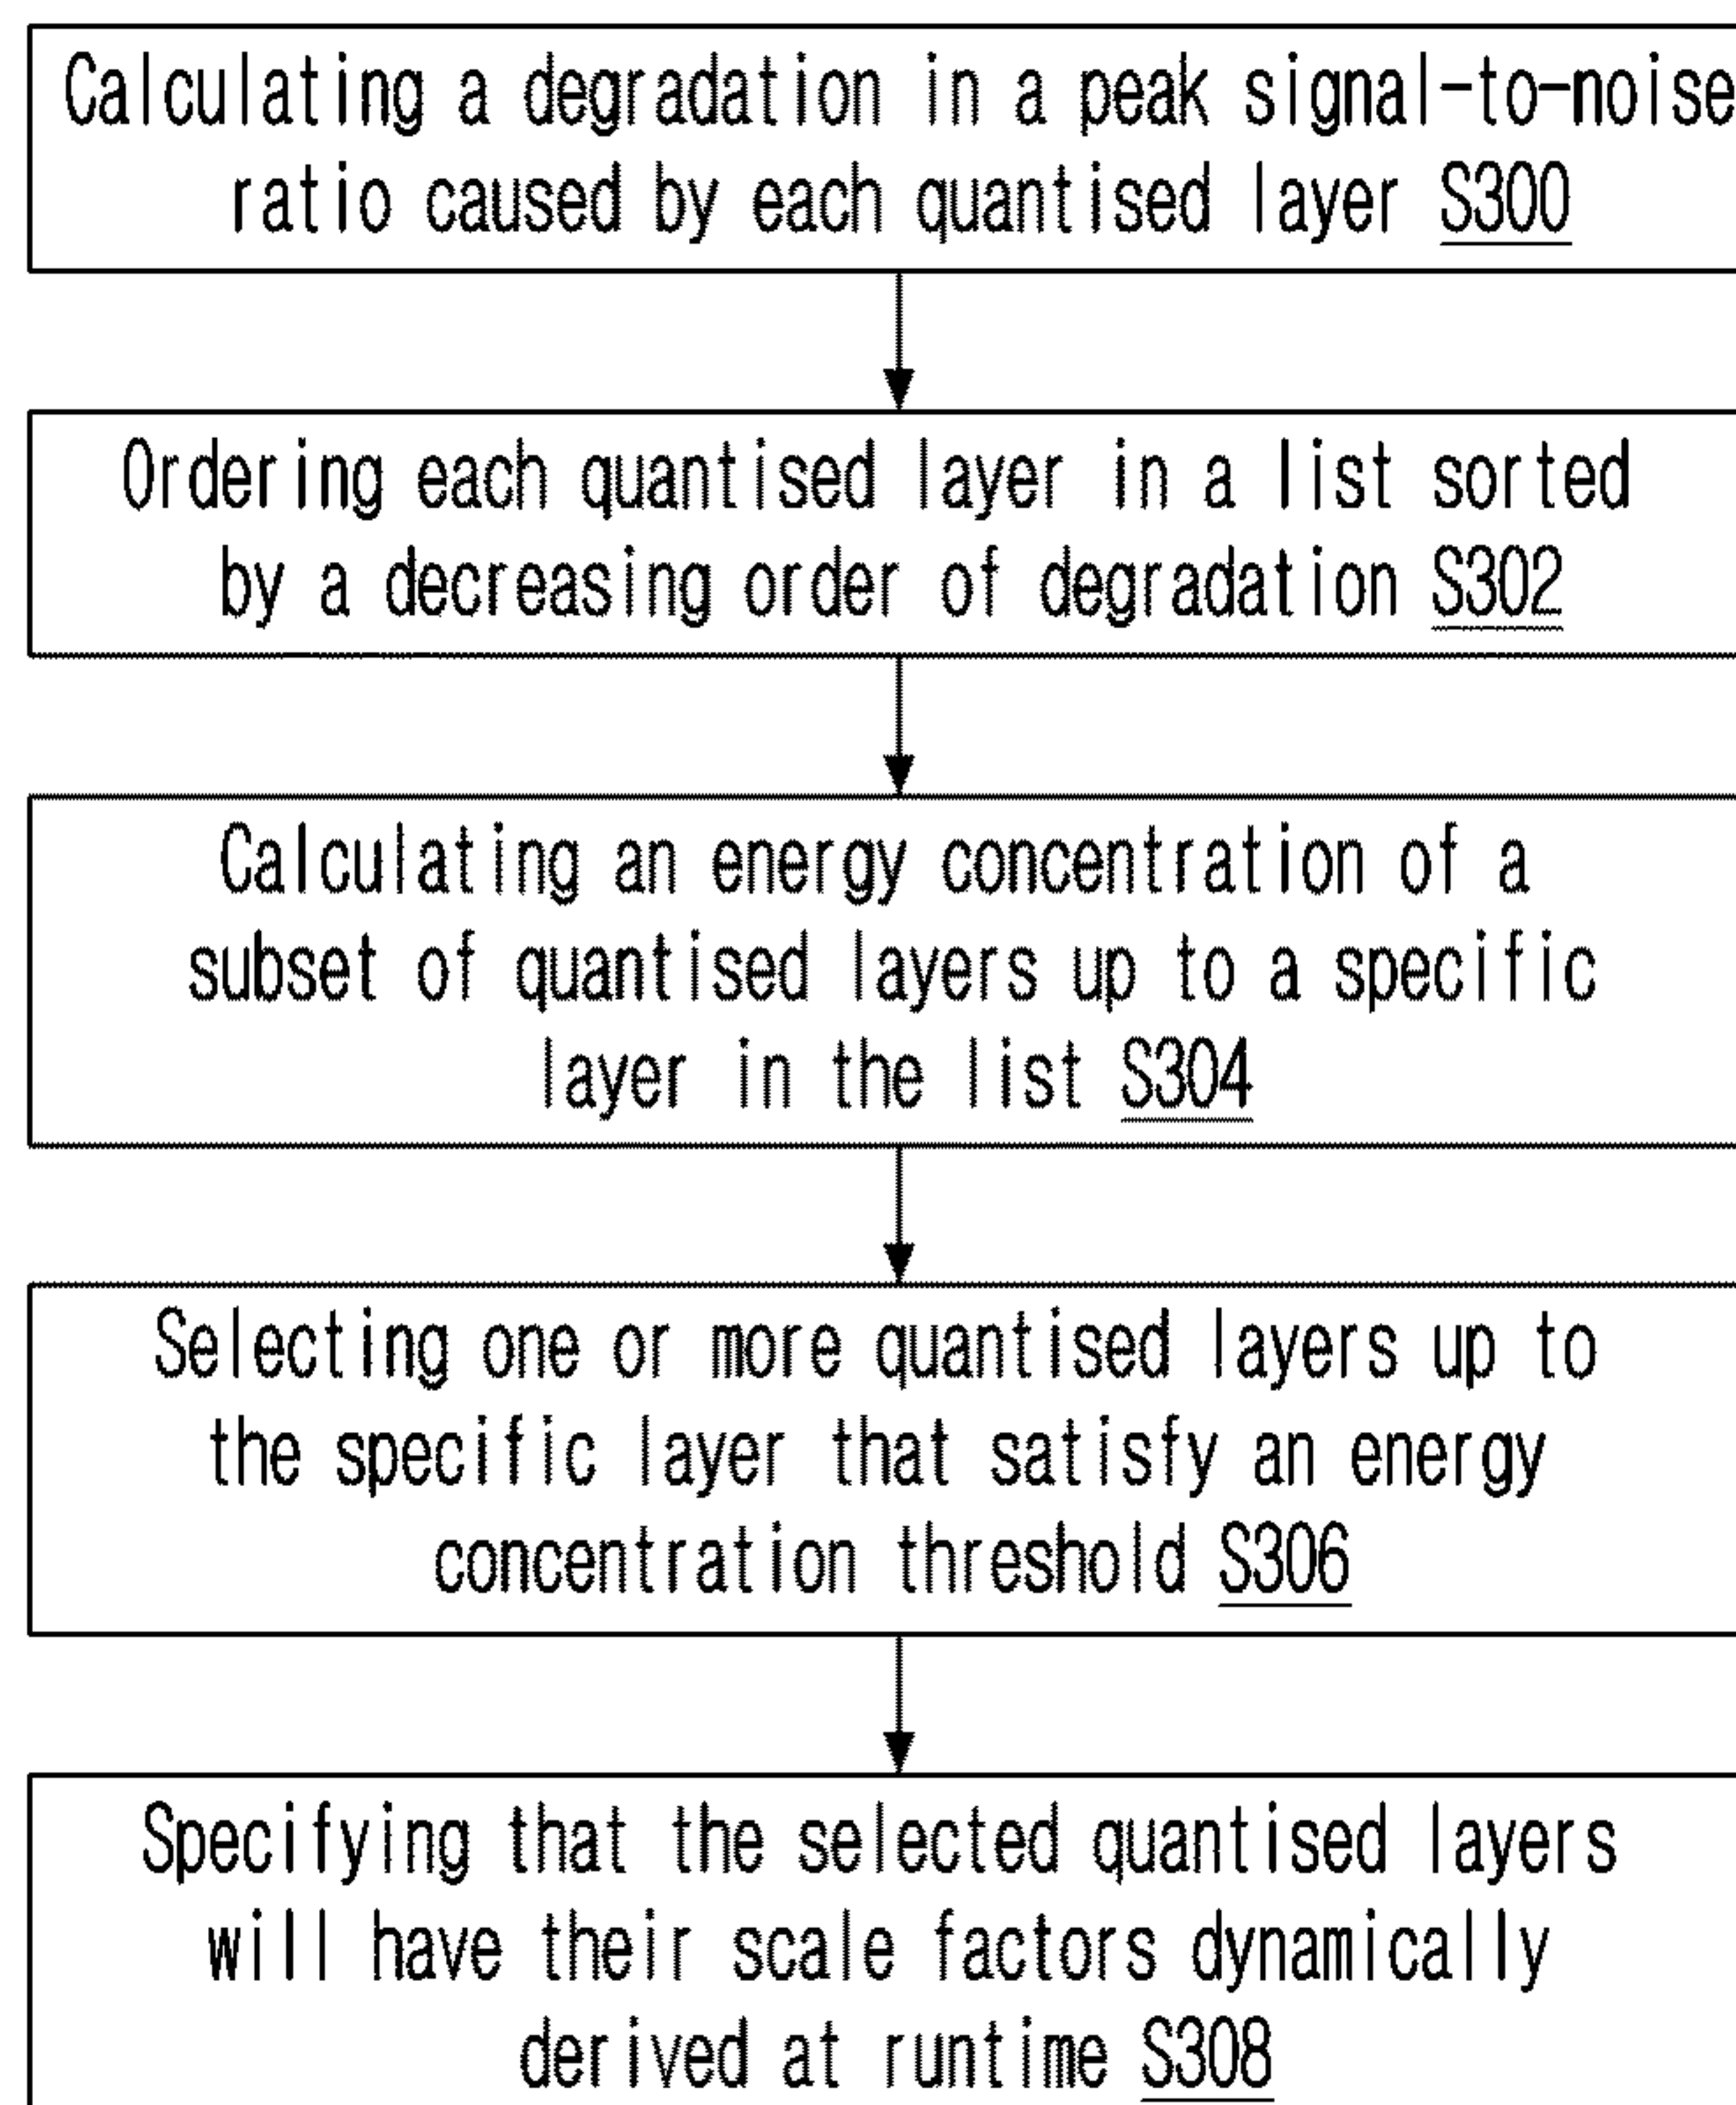 Calculating a degradation in a peak signal-to-noise
ratio caused by each quantised layer S300
Ordering each quantised layer in a list sorted
by a decreasing order of degradation S302
Calculating an energy concentration of a
subset of quantised layers up to a specific
layer in the list S304
Selecting one or more quantised layers up to
the specific layer that satisfy an energy
concentration threshold S306
Specifying that the selected quantised layers
will have their scale factors dynamically
derived at runtime S308